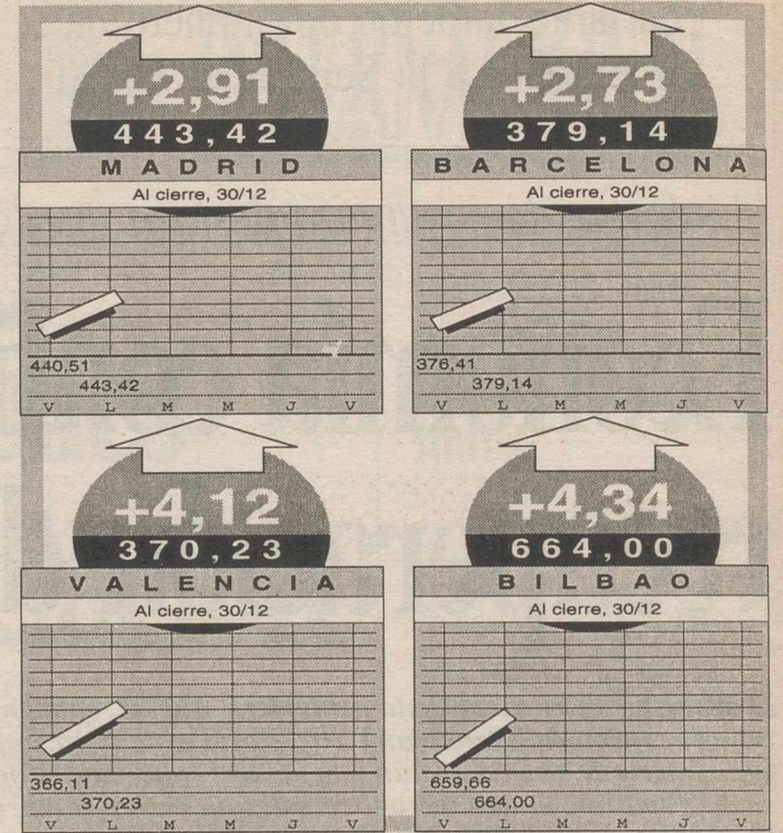 +2,91
443,42
MADRID
Al cierre, 30/12
440,51
443,42
V L M M J V
+2,73
379,14
BARCELONA
Al cierre, 30/12
376,41
379,14
V L M M J V
+4,12
370,23
VALENCIA
Al cierre, 30/12
366,11
370,23
V L M M J V
+4,34
664,00
BILBAO
Al cierre, 30/12
659,66
664,00
V L M M J V